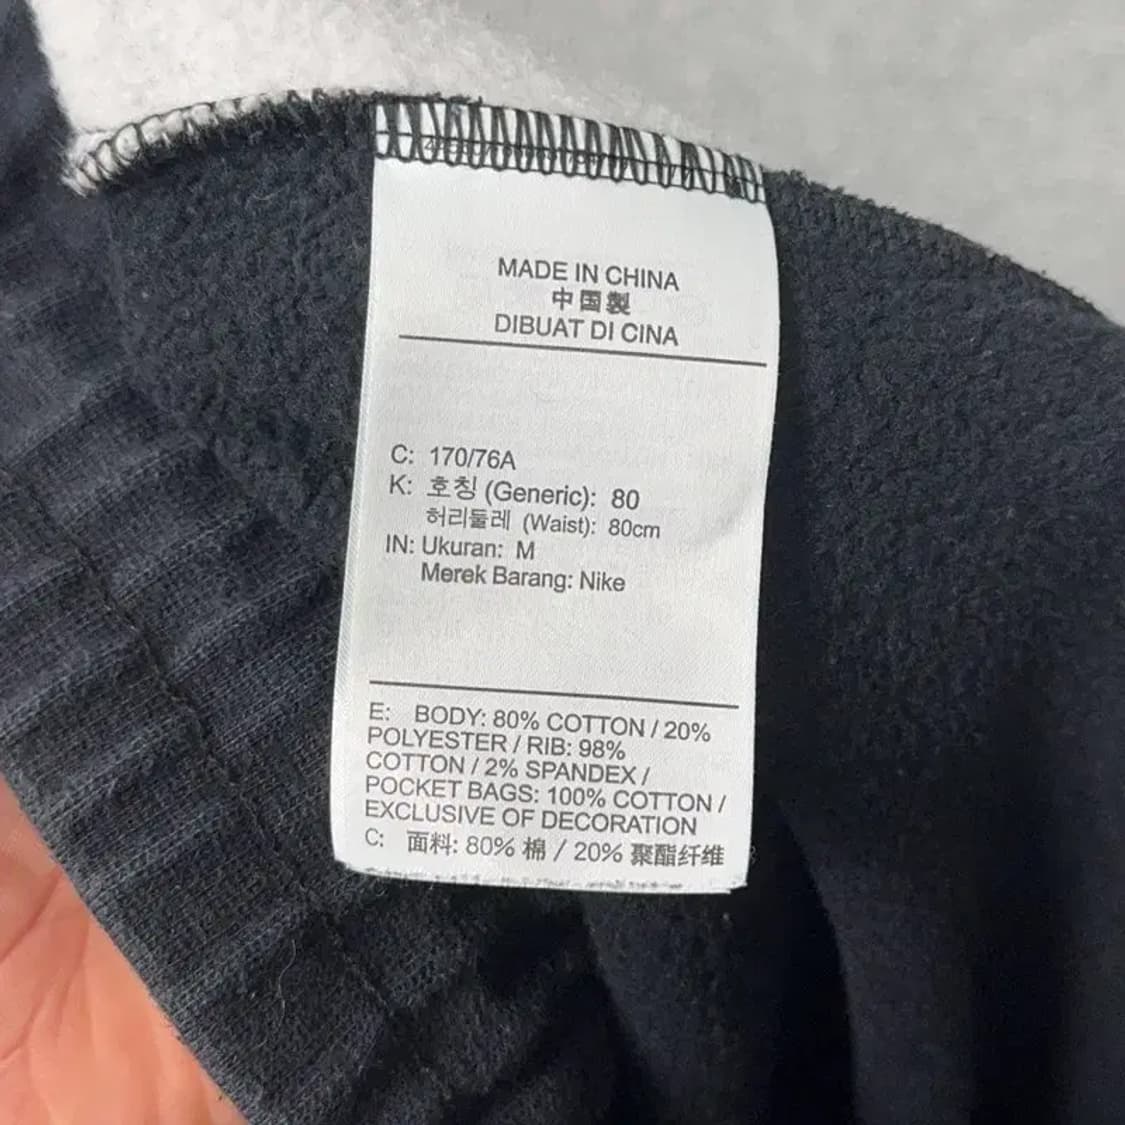 MADE IN CHINA
中国製
DIBUAT DI CINA
C: 170/76A
K: 호칭 (Generic): 80
허리둘레 (Waist): 80cm
IN: Ukuran: M
Merek Barang: Nike
E: BODY: 80% COTTON / 20%
POLYESTER / RIB: 98%
COTTON / 2% SPANDEX /
POCKET BAGS: 100% COTTON /
EXCLUSIVE OF DECORATION
C: 面料: 80% 棉 / 20% 聚酯纤维